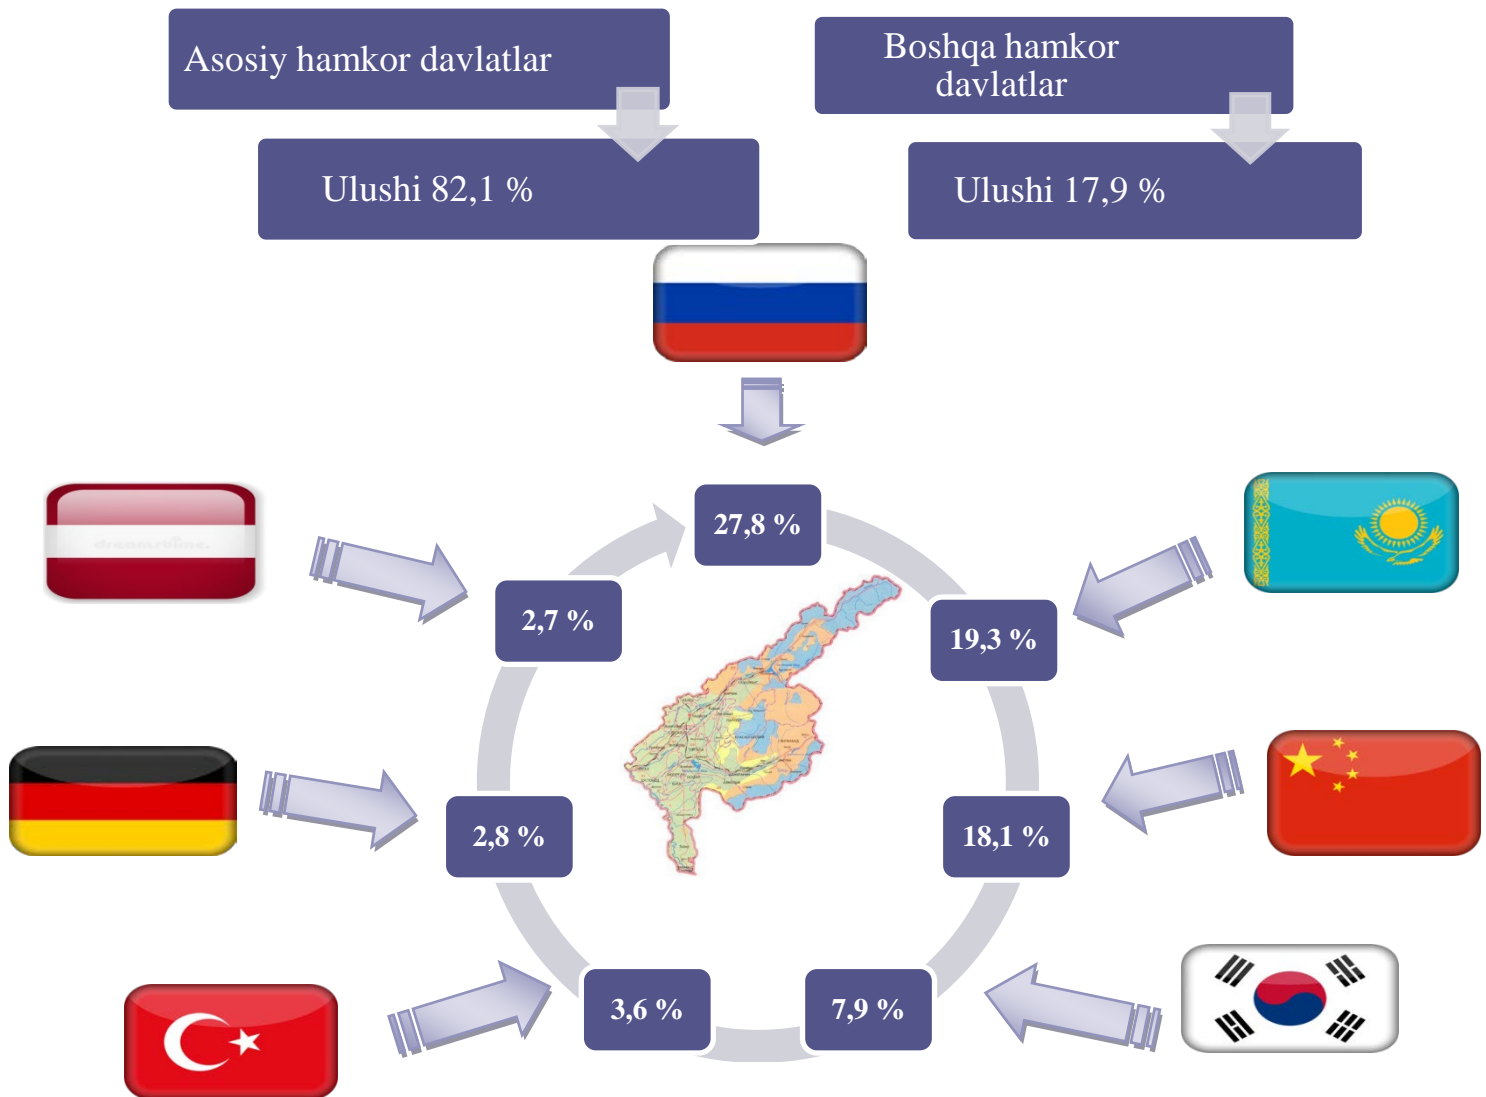 Asosiy hamkor davlatlar
Boshqa hamkor
davlatlar
Ulushi 82,1 %
Ulushi 17,9 %
27,8 %
2,7 %
19,3 %
2,8 %
18,1 %
3,6 %
7,9 %